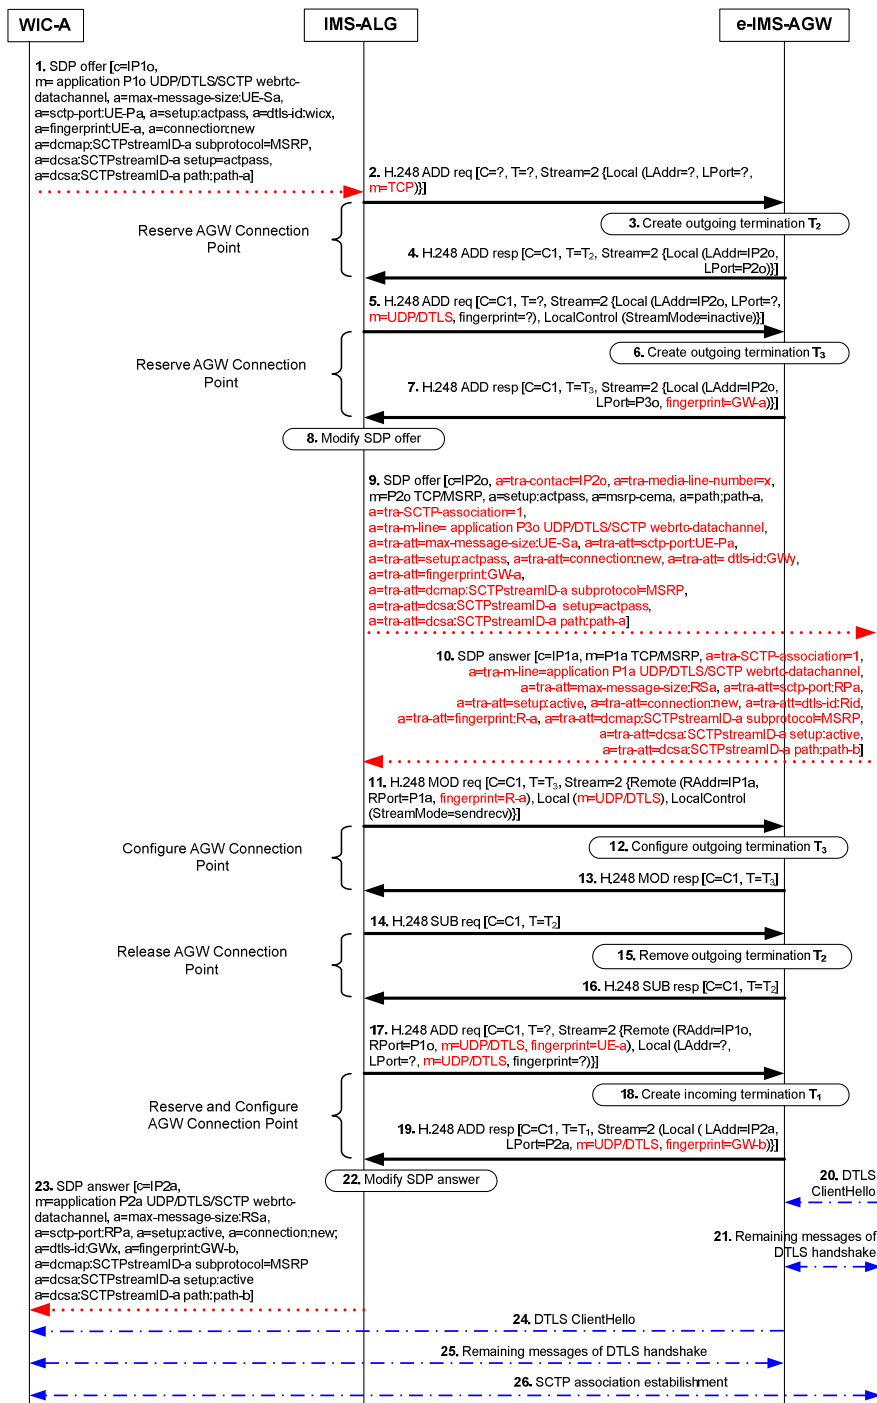 WIC-A
IMS-ALG
e-IMS-AGW
1. SDP offer [c=IP1o,
m= application P1o UDP/DTLS/SCTP webrtc-
datachannel, a=max-message-size:UE-Sa,
a=sctp-port:UE-Pa, a=setup:actpass, a=dtls-id:wicx,
a=fingerprint:UE-a, a=connection:new
a=dcmap:SCTPstreamID-a subprotocol=MSRP,
a=dcsa:SCTPstreamID-a setup=actpass,
a=dcsa:SCTPstreamID-a path:path-a]
2. H.248 ADD req [C=?, T=?, Stream=2 {Local (LAddr=?, LPort=?,
m=TCP)}]
Reserve AGW Connection
Point
3. Create outgoing termination T2
4. H.248 ADD resp [C=C1, T=T2, Stream=2 {Local (LAddr=IP2o,
LPort=P2o)}]
5. H.248 ADD req [C=C1, T=?, Stream=2 {Local (LAddr=IP2o, LPort=?,
m=UDP/DTLS, fingerprint=?), LocalControl (StreamMode=inactive)}]
Reserve AGW Connection
Point
6. Create outgoing termination T3
7. H.248 ADD resp [C=C1, T=T3, Stream=2 {Local (LAddr=IP2o,
LPort=P3o, fingerprint=GW-a)}]
8. Modify SDP offer
9. SDP offer [c=IP2o, a=tra-contact=IP2o, a=tra-media-line-number=x,
m=P2o TCP/MSRP, a=setup:actpass, a=msrp-cema, a=path:path-a,
a=tra-SCTP-association=1,
a=tra-m-line= application P3o UDP/DTLS/SCTP webrtc-datachannel,
a=tra-att=max-message-size:UE-Sa, a=tra-att=sctp-port:UE-Pa,
a=tra-att=setup:actpass, a=tra-att=connection:new, a=tra-att= dtls-id:GWy,
a=tra-att=fingerprint:GW-a,
a=tra-att=dcmap:SCTPstreamID-a subprotocol=MSRP,
a=tra-att=dcsa:SCTPstreamID-a setup=actpass,
a=tra-att=dcsa:SCTPstreamID-a path:path-a]
10. SDP answer [c=IP1a, m=P1a TCP/MSRP, a=tra-SCTP-association=1,
a=tra-m-line=application P1a UDP/DTLS/SCTP webrtc-datachannel,
a=tra-att=max-message-size:RSa, a=tra-att=sctp-port:RPa,
a=tra-att=setup:active, a=tra-att=connection:new, a=tra-att=dtls-id:Rid,
a=tra-att=fingerprint:R-a, a=tra-att=dcmap:SCTPstreamID-a subprotocol=MSRP,
a=tra-att=dcsa:SCTPstreamID-a setup:active,
a=tra-att=dcsa:SCTPstreamID-a path:path-b]
11. H.248 MOD req [C=C1, T=T3, Stream=2 {Remote (RAddr=IP1a,
RPort=P1a, fingerprint=R-a), Local (m=UDP/DTLS), LocalControl
(StreamMode=sendrecv)}]
Configure AGW Connection
Point
12. Configure outgoing termination T3
13. H.248 MOD resp [C=C1, T=T3]
14. H.248 SUB req [C=C1, T=T2]
Release AGW Connection
Point
15. Remove outgoing termination T2
16. H.248 SUB resp [C=C1, T=T2]
17. H.248 ADD req [C=C1, T=?, Stream=2 {Remote (RAddr=IP1o,
RPort=P1o, m=UDP/DTLS, fingerprint=UE-a), Local (LAddr=?,
LPort=?, m=UDP/DTLS, fingerprint=?)}]
Reserve and Configure
AGW Connection Point
18. Create incoming termination T1
19. H.248 ADD resp [C=C1, T=T1, Stream=2 (Local ( LAddr=IP2a,
LPort=P2a, m=UDP/DTLS, fingerprint=GW-b)}]
22. Modify SDP answer
20. DTLS
ClientHello
23. SDP answer [c=IP2a,
m=application P2a UDP/DTLS/SCTP webrtc-
datachannel, a=max-message-size:RSa,
a=sctp-port:RPa, a=setup:active, a=connection:new;
a=dtls-id:GWx, a=fingerprint:GW-b,
a=dcmap:SCTPstreamID-a subprotocol=MSRP
a=dcsa:SCTPstreamID-a setup:active
a=dcsa:SCTPstreamID-a path:path-b]
21. Remaining messages of
DTLS handshake
24. DTLS ClientHello
25. Remaining messages of DTLS handshake
26. SCTP association estabilishment